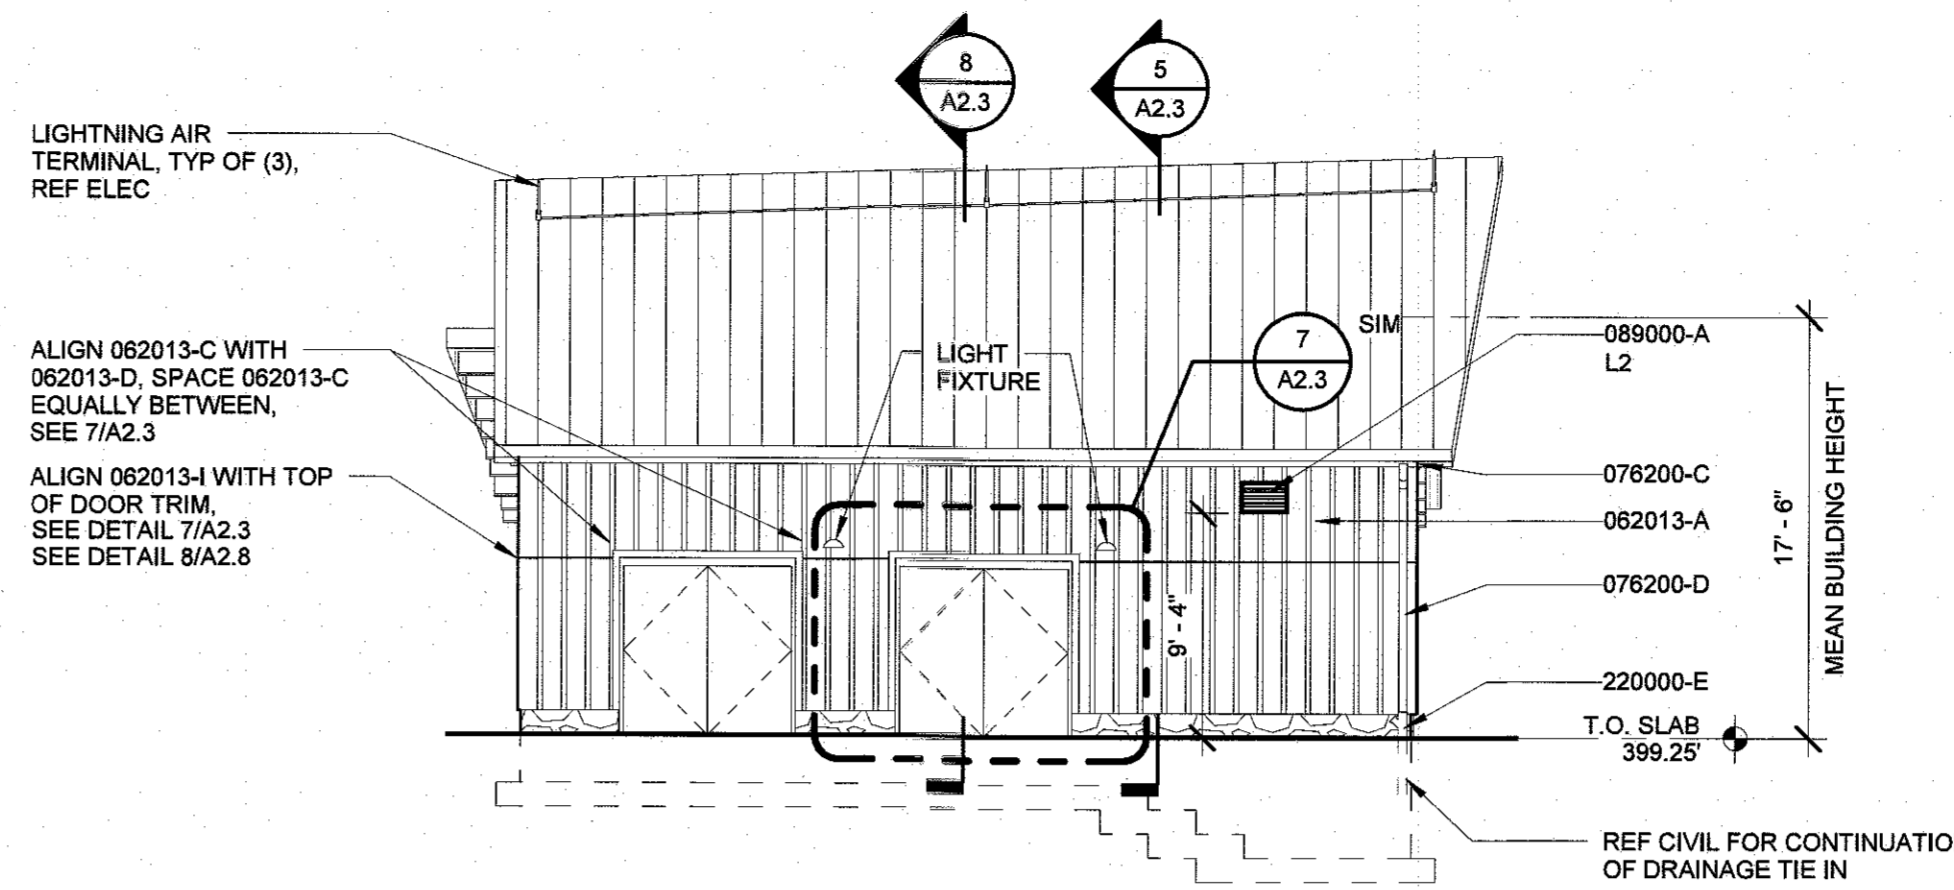 8
A2.3
5
A2.3
LIGHTNING AIR
TERMINAL, TYP OF (3),
REF ELEC
ALIGN 062013-C WITH
062013-D, SPACE 062013-C
EQUALLY BETWEEN,
SEE 7/A2.3
ALIGN 062013-I WITH TOP
OF DOOR TRIM,
SEE DETAIL 7/A2.3
SEE DETAIL 8/A2.8
LIGHT
FIXTURE
7
A2.3
SIM
089000-A
L2
076200-C
062013-A
076200-D
220000-E
T.O. SLAB
399.25'
9' - 4"
17' - 6"
MEAN BUILDING HEIGHT
REF CIVIL FOR CONTINUATIO
OF DRAINAGE TIE IN